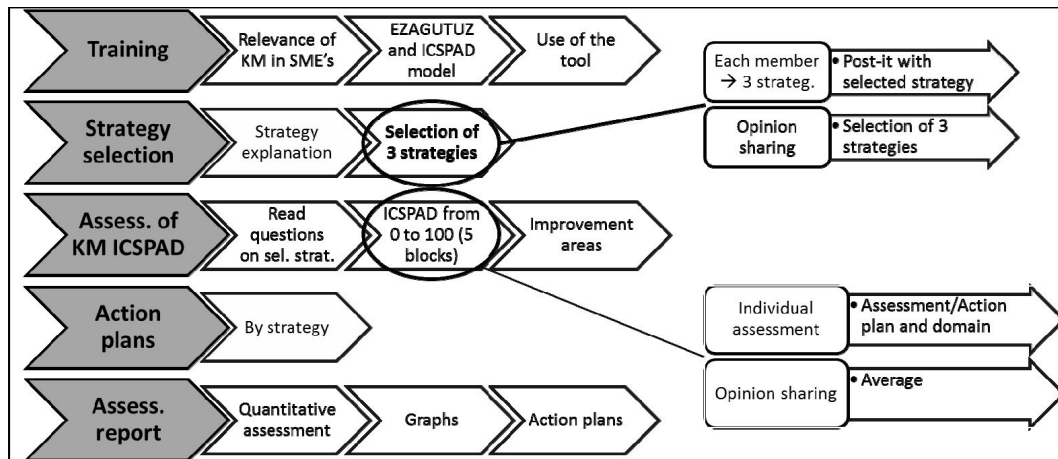 Training
Relevance of
KM in SME's
EZAGUTUZ
and ICSPAD
model
Use of the
tool
Strategy
selection
Strategy
explanation
Selection of
3 strategies
Assess. of
KM ICSPAD
Read
questions
on sel. strat.
ICSPAD from
0 to 100 (5
blocks)
Improvement
areas
Action
plans
By strategy
Assess.
report
Quantitative
assessment
Graphs
Action plans
Each member
→ 3 strateg.
• Post-it with
selected strategy
Opinion
sharing
• Selection of 3
strategies
Individual
assessment
• Assessment/Action
plan and domain
Opinion sharing
• Average